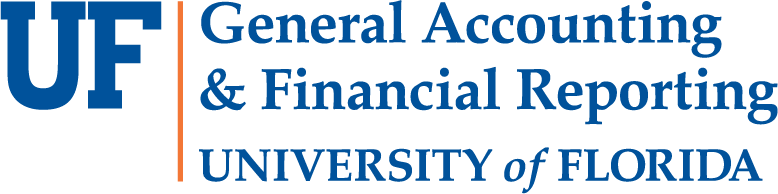 UF
General Accounting
& Financial Reporting
UNIVERSITY of FLORIDA